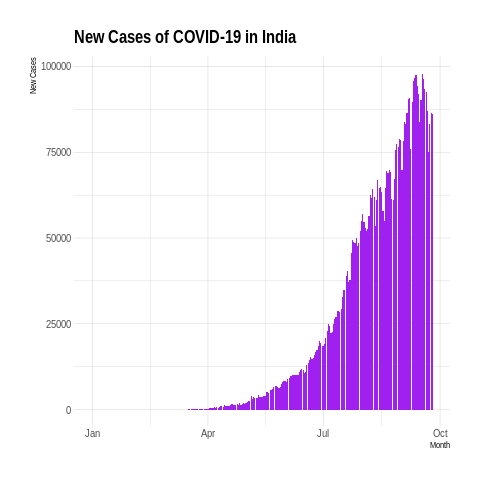 New Cases of COVID-19 in India
New Cases
100000
75000
50000
25000
0
Jan Apr Jul Oct
Month